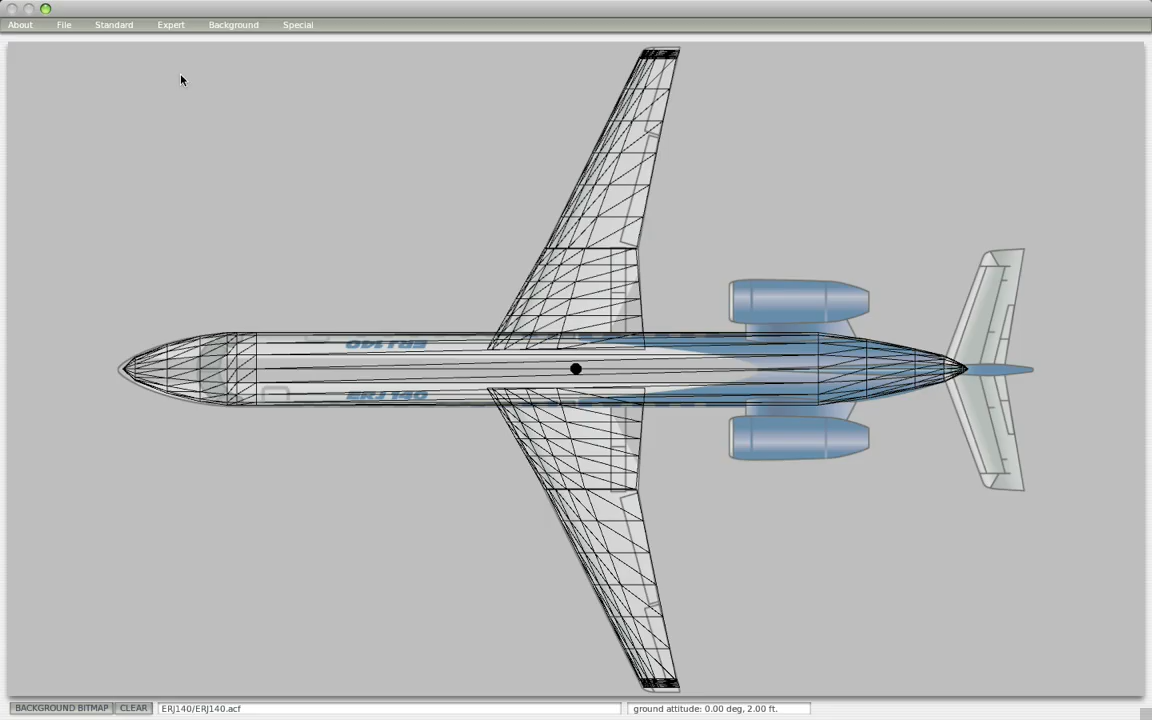 About File Standard Expert Background Special
ERJ140
ERJ140
BACKGROUND BITMAP CLEAR ERJ140/ERJ140.acf ground attitude: 0.00 deg, 2.00 ft.